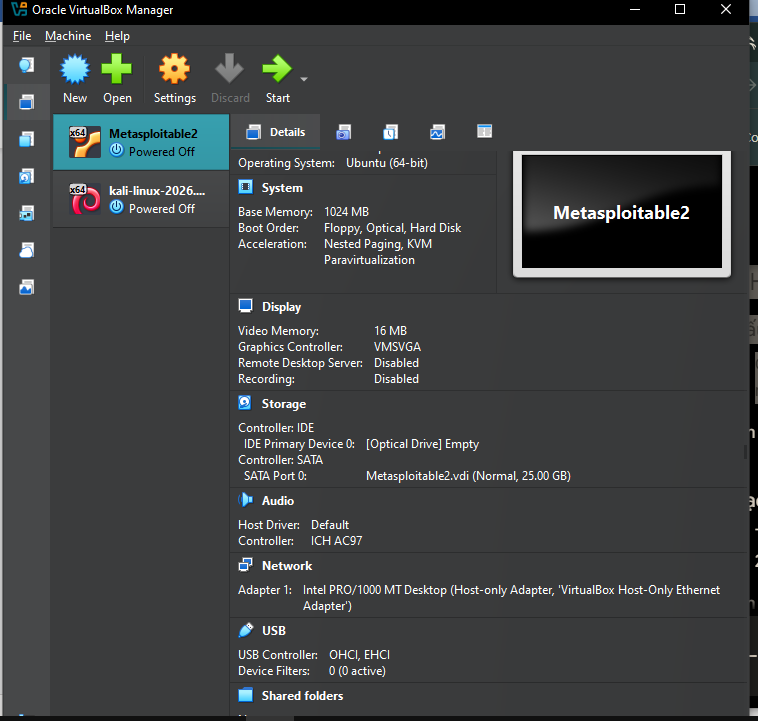 Oracle VirtualBox Manager
File Machine Help
New Open Settings Discard Start
x64 Metasploitable2
Powered Off
x64 kali-linux-2026....
Powered Off
Details
Operating System: Ubuntu (64-bit)
System
Base Memory: 1024 MB
Boot Order: Floppy, Optical, Hard Disk
Acceleration: Nested Paging, KVM
Paravirtualization
Metasploitable2
Display
Video Memory: 16 MB
Graphics Controller: VMSVGA
Remote Desktop Server: Disabled
Recording: Disabled
Storage
Controller: IDE
IDE Primary Device 0: [Optical Drive] Empty
Controller: SATA
SATA Port 0: Metasploitable2.vdi (Normal, 25.00 GB)
Audio
Host Driver: Default
Controller: ICH AC97
Network
Adapter 1: Intel PRO/1000 MT Desktop (Host-only Adapter, 'VirtualBox Host-Only Ethernet
Adapter')
USB
USB Controller: OHCI, EHCI
Device Filters: 0 (0 active)
Shared folders